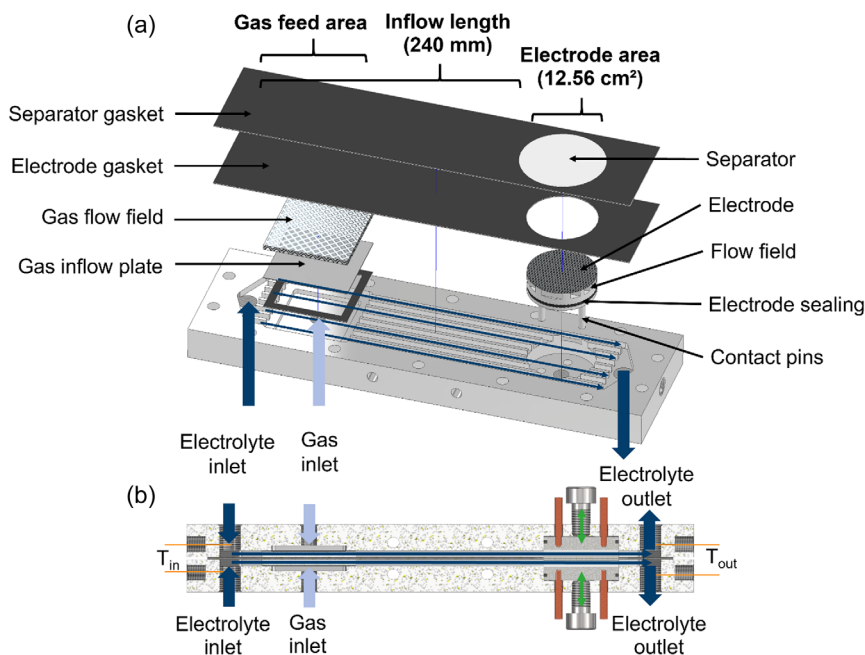 (a)
Gas feed area
Inflow length
(240 mm)
Electrode area
(12.56 cm²)
Separator gasket
Electrode gasket
Gas flow field
Gas inflow plate
Separator
Electrode
Flow field
Electrode sealing
Contact pins
Electrolyte
inlet
Gas
inlet
Electrolyte
outlet
(b)
Tin
Tout
Electrolyte
inlet
Gas
inlet
Electrolyte
outlet